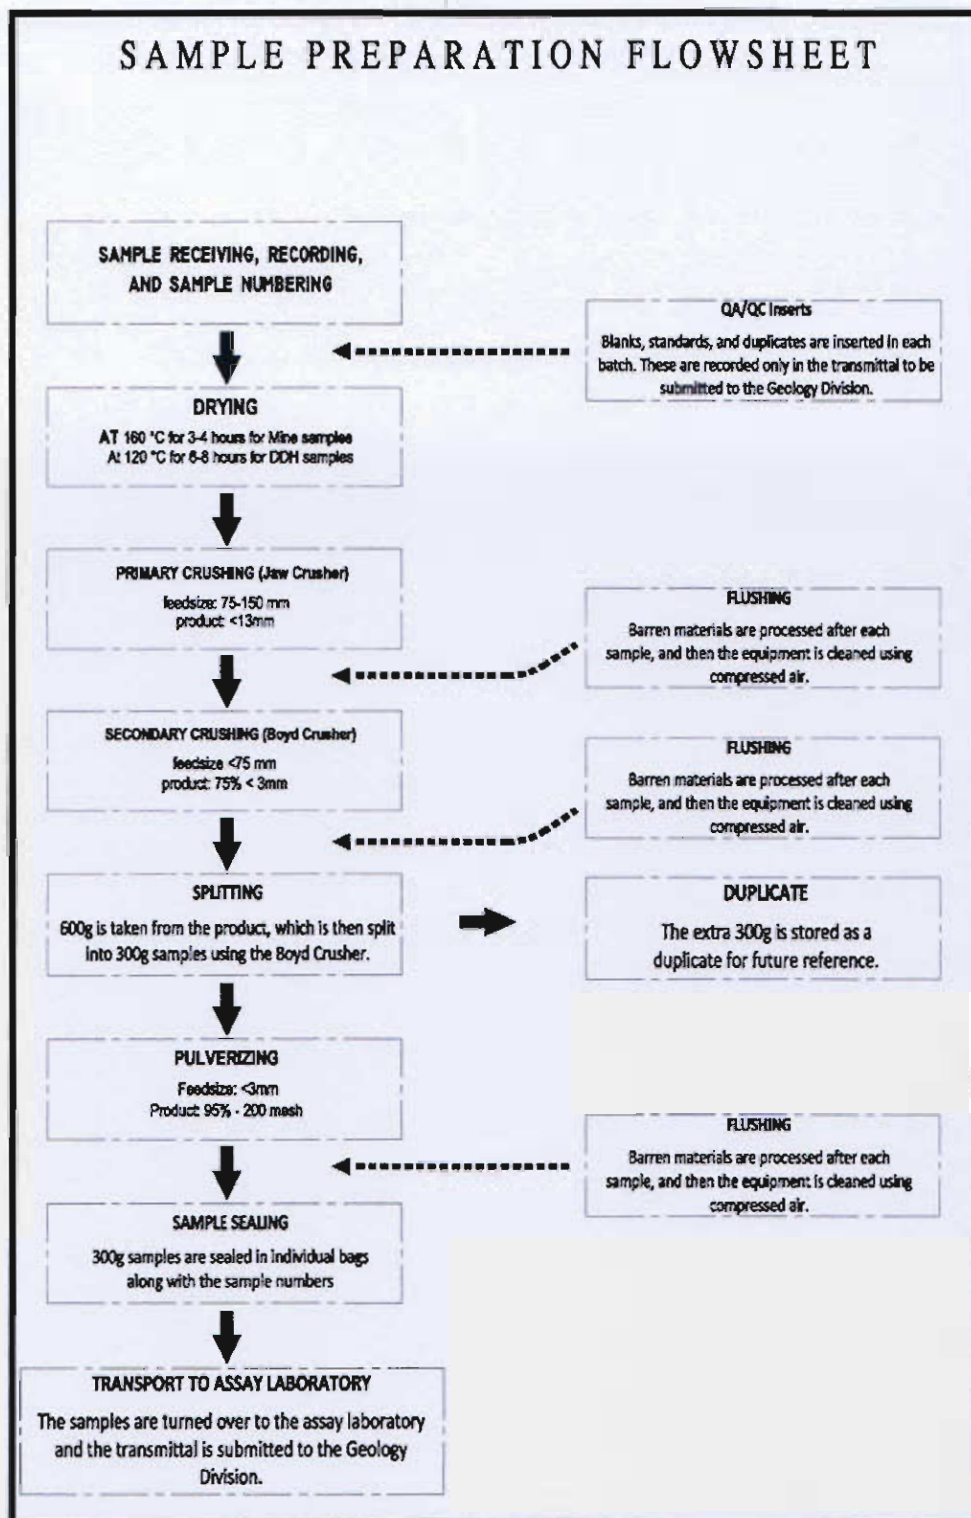 SAMPLE PREPARATION FLOWSHEET
SAMPLE RECEIVING, RECORDING,
AND SAMPLE NUMBERING
QA/QC Inserts
Blanks, standards, and duplicates are inserted in each
batch. These are recorded only in the transmittal to be
submitted to the Geology Division.
DRYING
AT 160 °C for 3-4 hours for Mine samples
At 120 °C for 6-8 hours for DDH samples
PRIMARY CRUSHING (Jaw Crusher)
feedsize: 75-150 mm
product: <13mm
FLUSHING
Barren materials are processed after each
sample, and then the equipment is cleaned using
compressed air.
SECONDARY CRUSHING (Boyd Crusher)
feedsize <75 mm
product: 75% < 3mm
FLUSHING
Barren materials are processed after each
sample, and then the equipment is cleaned using
compressed air.
SPLITTING
600g is taken from the product, which is then split
into 300g samples using the Boyd Crusher.
DUPLICATE
The extra 300g is stored as a
duplicate for future reference.
PULVERIZING
Feedsize: <3mm
Product: 95% - 200 mesh
FLUSHING
Barren materials are processed after each
sample, and then the equipment is cleaned using
compressed air.
SAMPLE SEALING
300g samples are sealed in individual bags
along with the sample numbers
TRANSPORT TO ASSAY LABORATORY
The samples are turned over to the assay laboratory
and the transmittal is submitted to the Geology
Division.